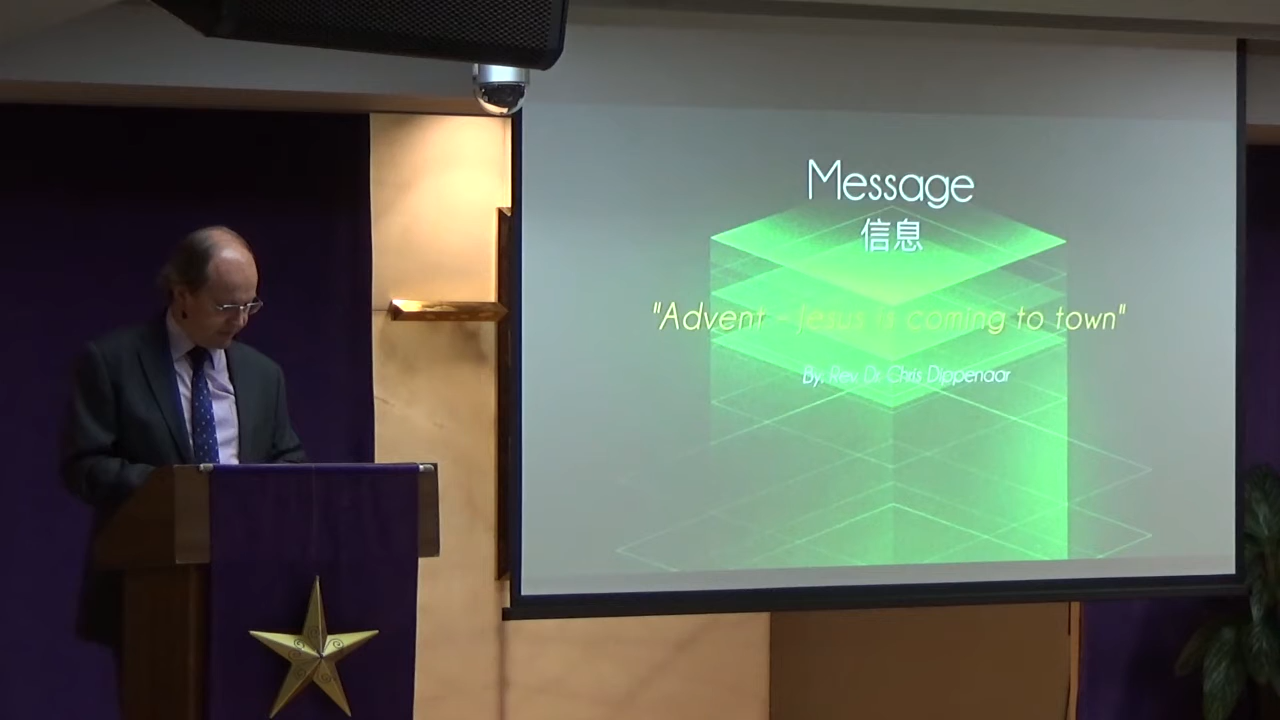 Message
信息
"Advent - Jesus is coming to town"
By, Rev. Dr. Chris Dippenaar